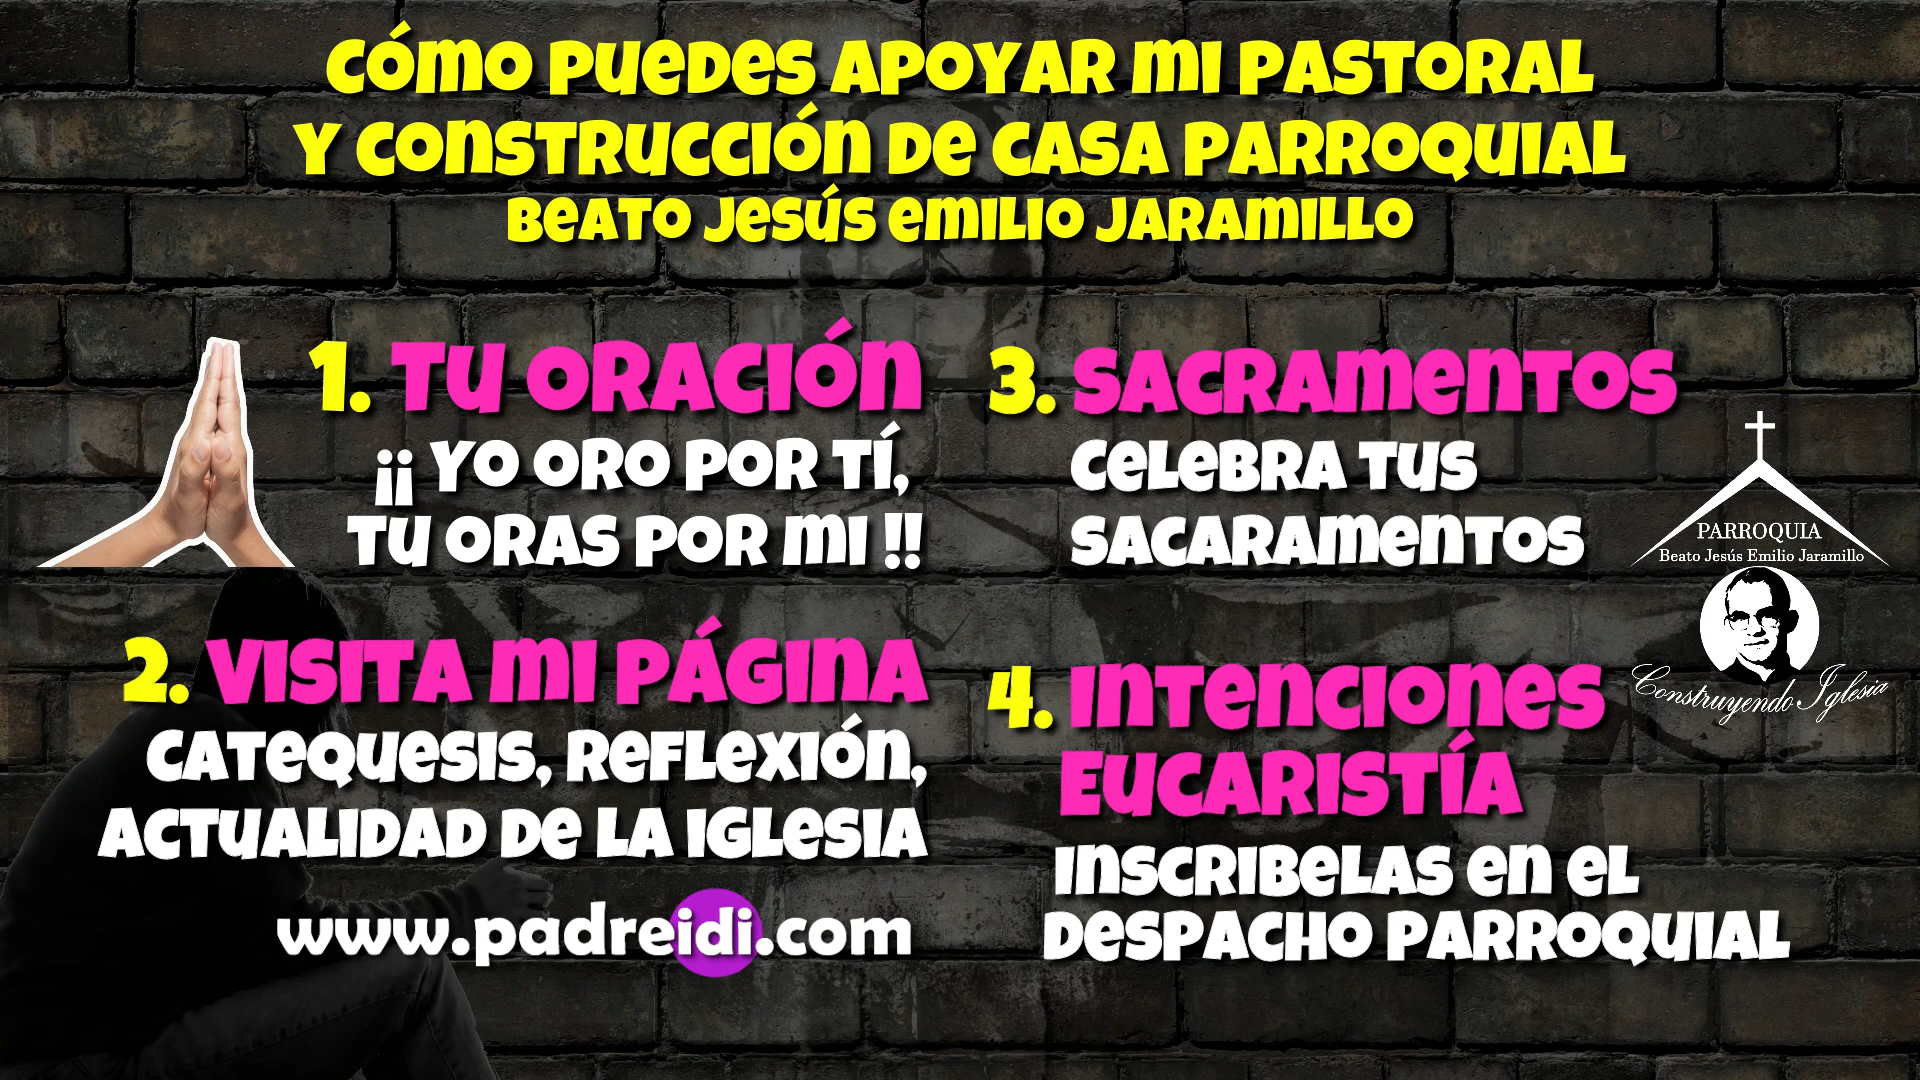 Cómo puedes apoyar mi pastoral
y construcción de casa parroquial
Beato Jesús Emilio Jaramillo
1. Tu oración
¡¡ Yo oro por tí,
tu oras por mi !!
2. Visita mi página
Catequesis, reflexión,
actualidad de la iglesia
www.padreidi.com
3. Sacramentos
Celebra tus
sacaramentos
4. Intenciones
Eucaristía
Inscribelas en el
despacho parroquial
PARROQUIA
Beato Jesús Emilio Jaramillo
Construyendo Iglesia